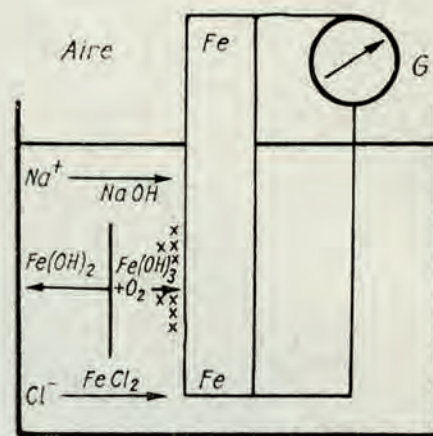 Aire
Fe
G
Na⁺
NaOH
Fe(OH)₂
Fe(OH)₃
+O₂
x
x x
x
x
x x
x
x
Cl⁻
FeCl₂
Fe